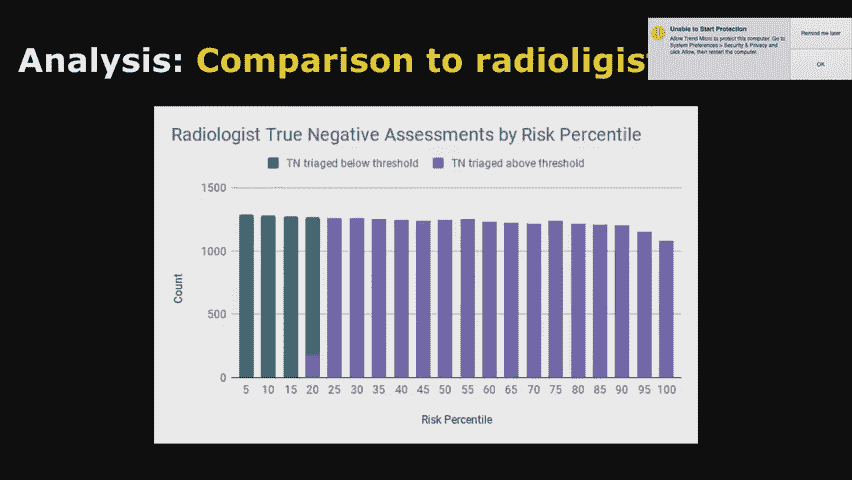 Analysis: Comparison to radioligis
Unable to Start Protection
Allow Trend Micro to protect this computer. Go to
System Preferences > Security & Privacy and
click Allow, then restart the computer.
Remind me later
OK
Radiologist True Negative Assessments by Risk Percentile
TN triaged below threshold
TN triaged above threshold
1500
1000
500
0
Count
5 10 15 20 25 30 35 40 45 50 55 60 65 70 75 80 85 90 95 100
Risk Percentile